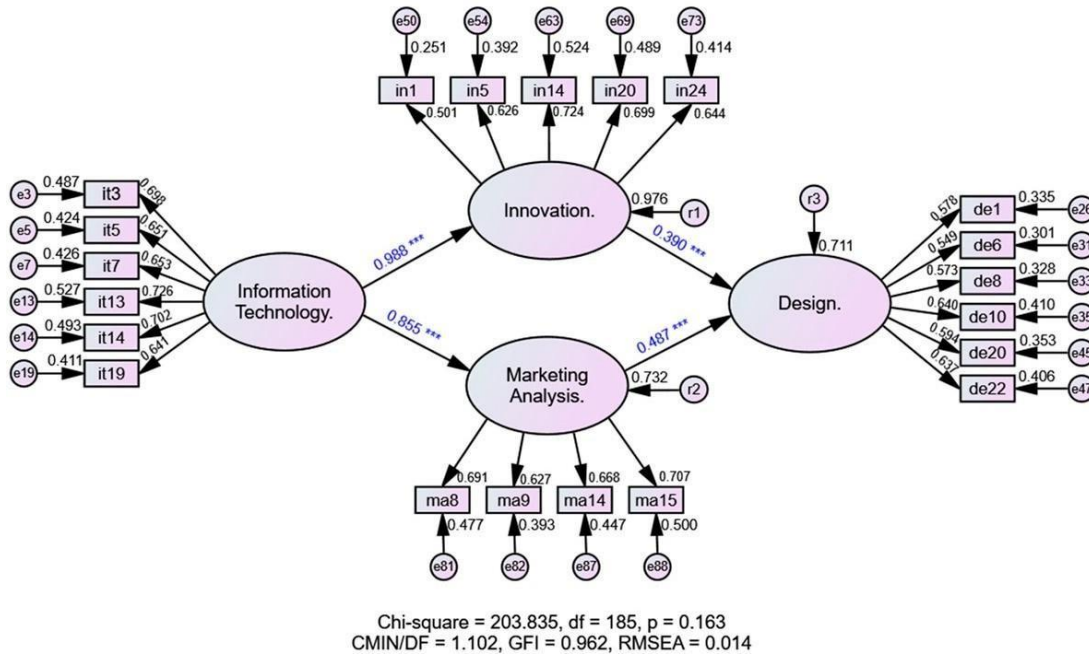 e50 e54 e63 e69 e73
0.251 0.392 0.524 0.489 0.414
in1 in5 in14 in20 in24
0.501 0.626 0.724 0.699 0.644
e3 0.487 it3 0.698
e5 0.424 it5 0.651
e7 0.426 it7 0.653
e13 0.527 it13 0.726
e14 0.493 it14 0.702
e19 0.411 it19 0.641
Information
Technology.
0.988 ***
0.855 ***
Innovation.
0.976 r1
0.390 ***
Marketing
Analysis.
0.732 r2
0.487 ***
r3
0.711
Design.
0.578 de1 0.335 e26
0.549 de6 0.301 e31
0.573 de8 0.328 e33
0.640 de10 0.410 e35
0.594 de20 0.353 e45
0.637 de22 0.406 e47
0.691 0.627 0.668 0.707
ma8 ma9 ma14 ma15
0.477 0.393 0.447 0.500
e81 e82 e87 e88
Chi-square = 203.835, df = 185, p = 0.163
CMIN/DF = 1.102, GFI = 0.962, RMSEA = 0.014